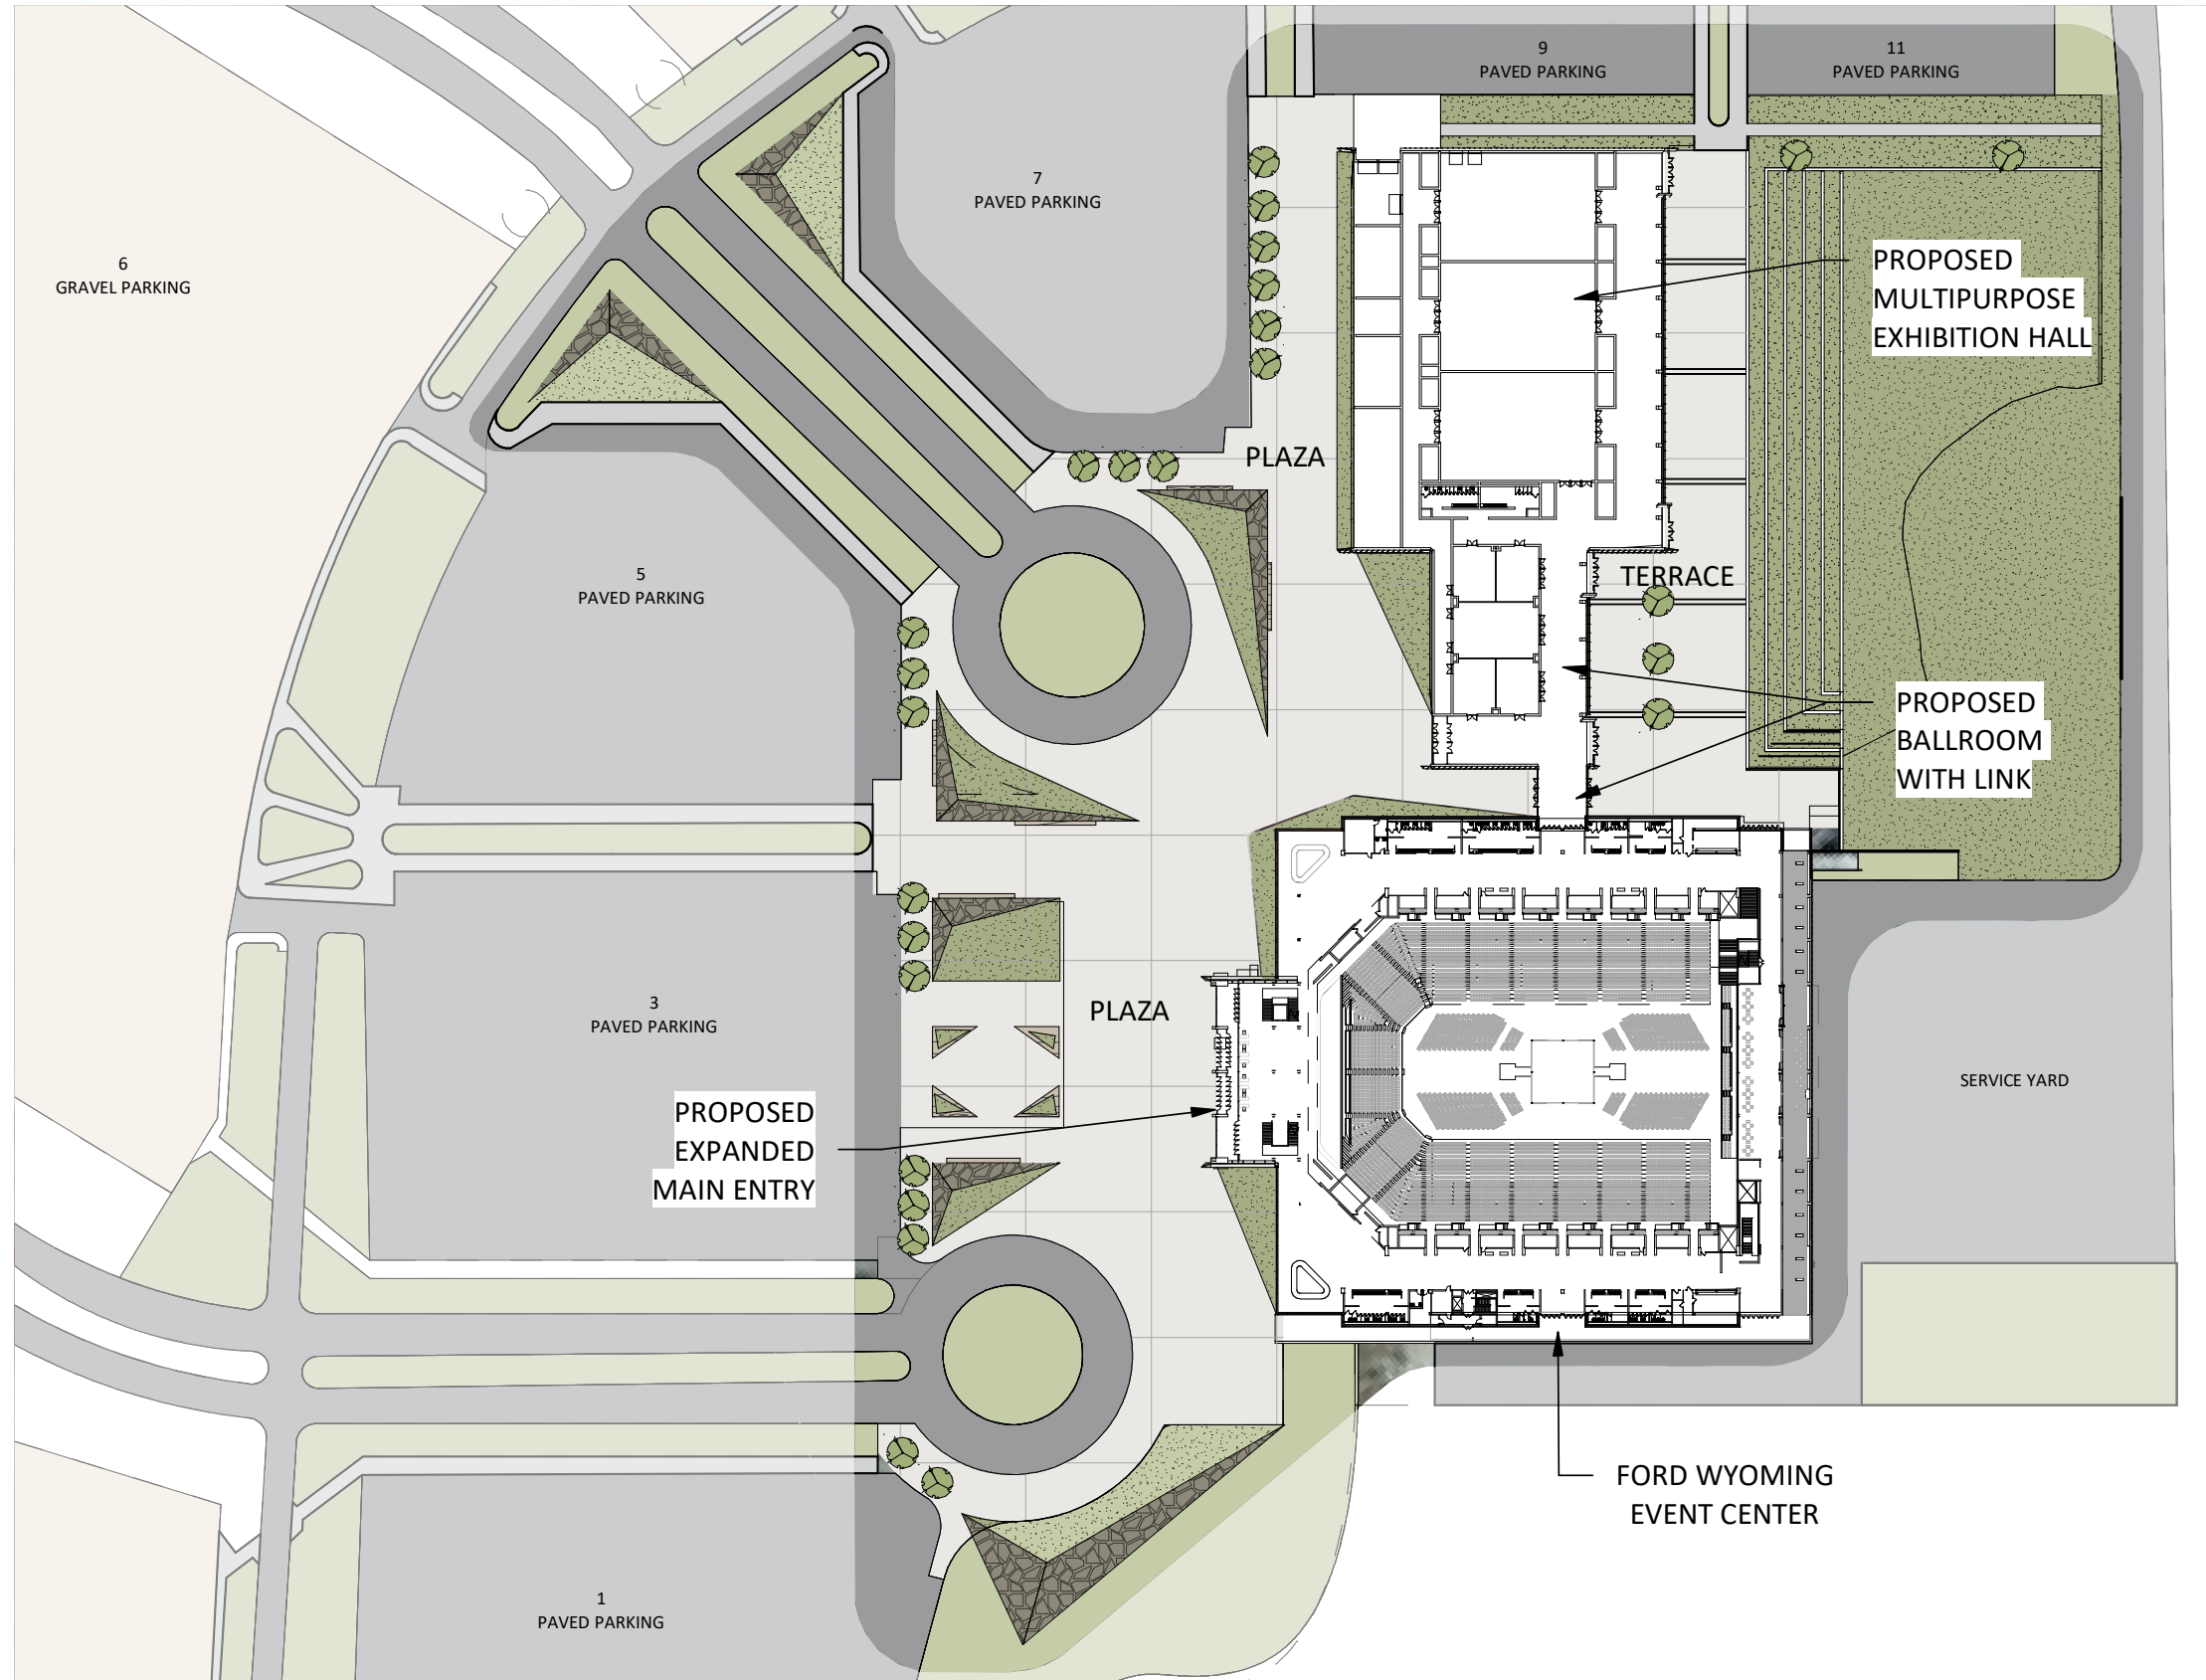 9
PAVED PARKING
11
PAVED PARKING
7
PAVED PARKING
6
GRAVEL PARKING
PROPOSED
MULTIPURPOSE
EXHIBITION HALL
PLAZA
5
PAVED PARKING
TERRACE
PROPOSED
BALLROOM
WITH LINK
3
PAVED PARKING
PLAZA
SERVICE YARD
PROPOSED
EXPANDED
MAIN ENTRY
FORD WYOMING
EVENT CENTER
1
PAVED PARKING